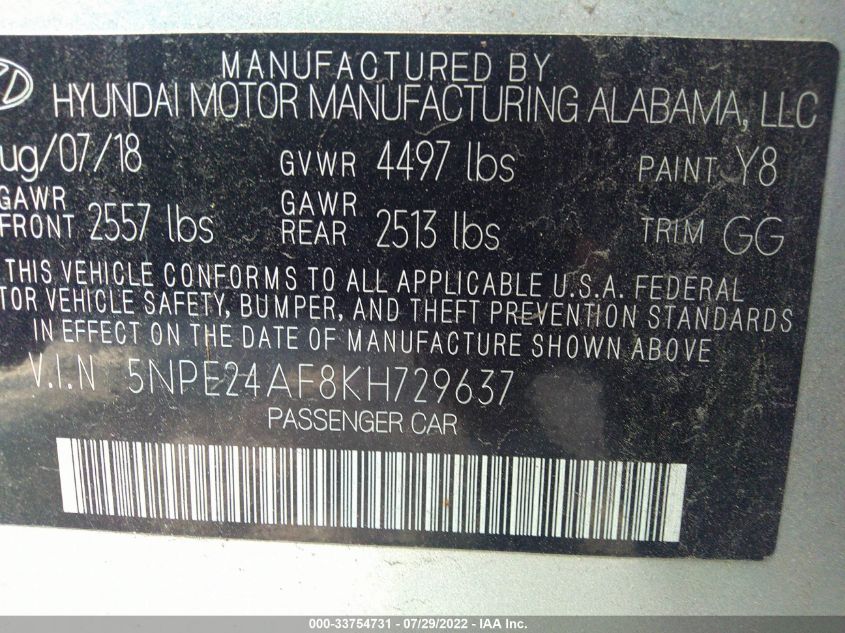 MANUFACTURED BY
HYUNDAI MOTOR MANUFACTURING ALABAMA, LLC
ug/07/18 GVWR 4497 lbs PAINT Y8
GAWR FRONT 2557 lbs GAWR REAR 2513 lbs TRIM GG
THIS VEHICLE CONFORMS TO ALL APPLICABLE U.S.A. FEDERAL
TOR VEHICLE SAFETY, BUMPER, AND THEFT PREVENTION STANDARDS
IN EFFECT ON THE DATE OF MANUFACTURE SHOWN ABOVE
V.I.N 5NPE24AF8KH729637
PASSENGER CAR
000-33754731 - 07/29/2022 - IAA Inc.